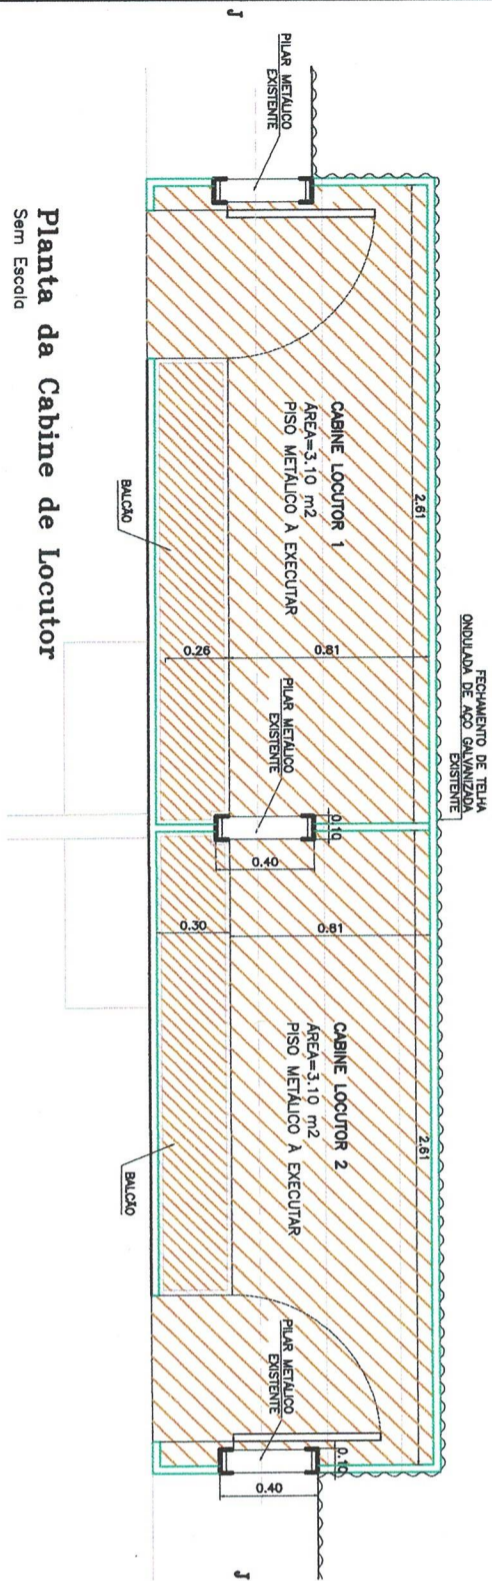 J
PILAR METÁLICO
EXISTENTE
CABINE LOCUTOR 1
ÁREA=3.10 m2
PISO METÁLICO À EXECUTAR
2.61
BALCÃO
0.26
0.81
PILAR METÁLICO
EXISTENTE
FECHAMENTO DE TELHA
ONDULADA DE AÇO GALVANIZADA
EXISTENTE
0.10
0.40
0.30
0.81
CABINE LOCUTOR 2
ÁREA=3.10 m2
PISO METÁLICO À EXECUTAR
2.61
BALCÃO
PILAR METÁLICO
EXISTENTE
0.10
0.40
J
Planta da Cabine de Locutor
Sem Escala